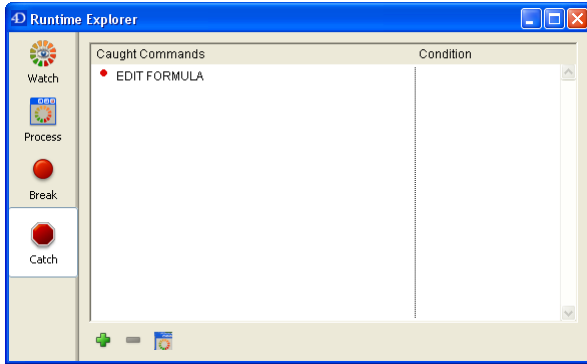 4D Runtime Explorer
Caught Commands Condition
EDIT FORMULA
Watch
Process
Break
Catch